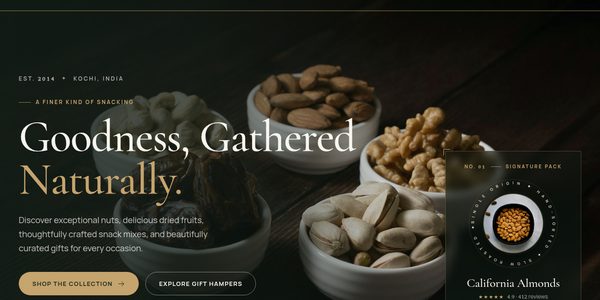 EST. 2014 • KOCHI, INDIA
A FINER KIND OF SNACKING
Goodness, Gathered
Naturally.
Discover exceptional nuts, delicious dried fruits,
thoughtfully crafted snack mixes, and beautifully
curated gifts for every occasion.
SHOP THE COLLECTION →
EXPLORE GIFT HAMPERS
NO. 01 — SIGNATURE PACK
SINGLE ORIGIN • HAND-SORTED • SLOW ROASTED •
California Almonds
★★★★★ 4.9 · 412 reviews